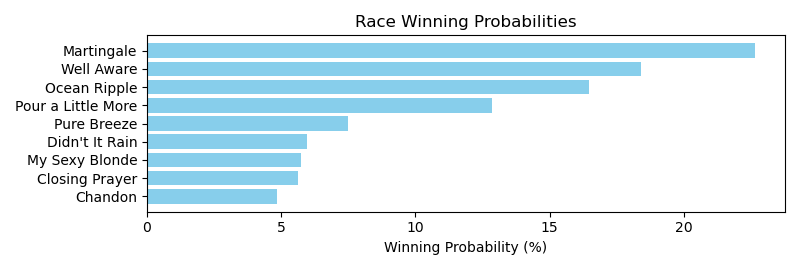 Race Winning Probabilities
Martingale
Well Aware
Ocean Ripple
Pour a Little More
Pure Breeze
Didn't It Rain
My Sexy Blonde
Closing Prayer
Chandon
0 5 10 15 20
Winning Probability (%)